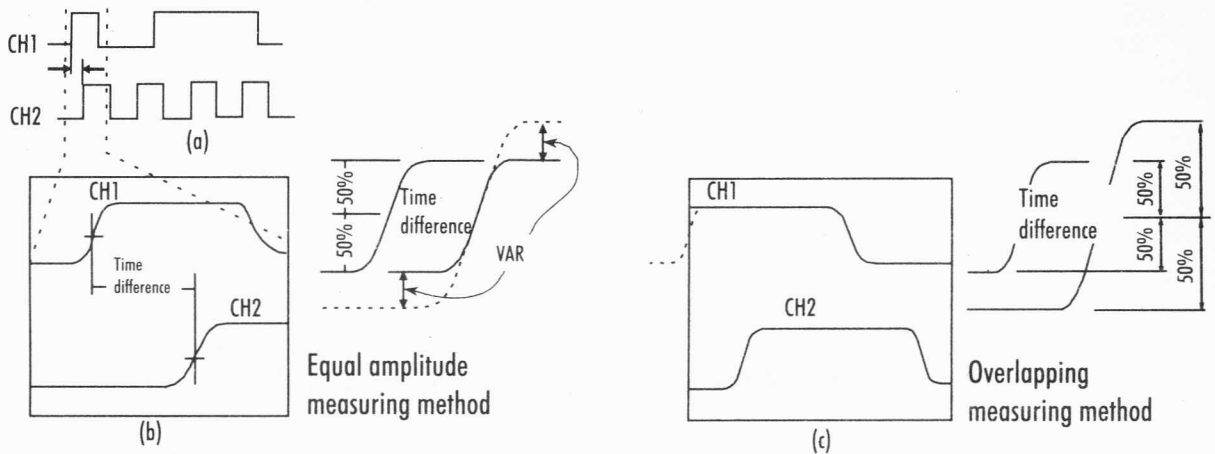 CH1
CH2
(a)
CH1
Time
difference
CH2
(b)
50%
50%
Time
difference
VAR
Equal amplitude
measuring method
CH1
CH2
(c)
Time
difference
50%
50%
50%
50%
Overlapping
measuring method